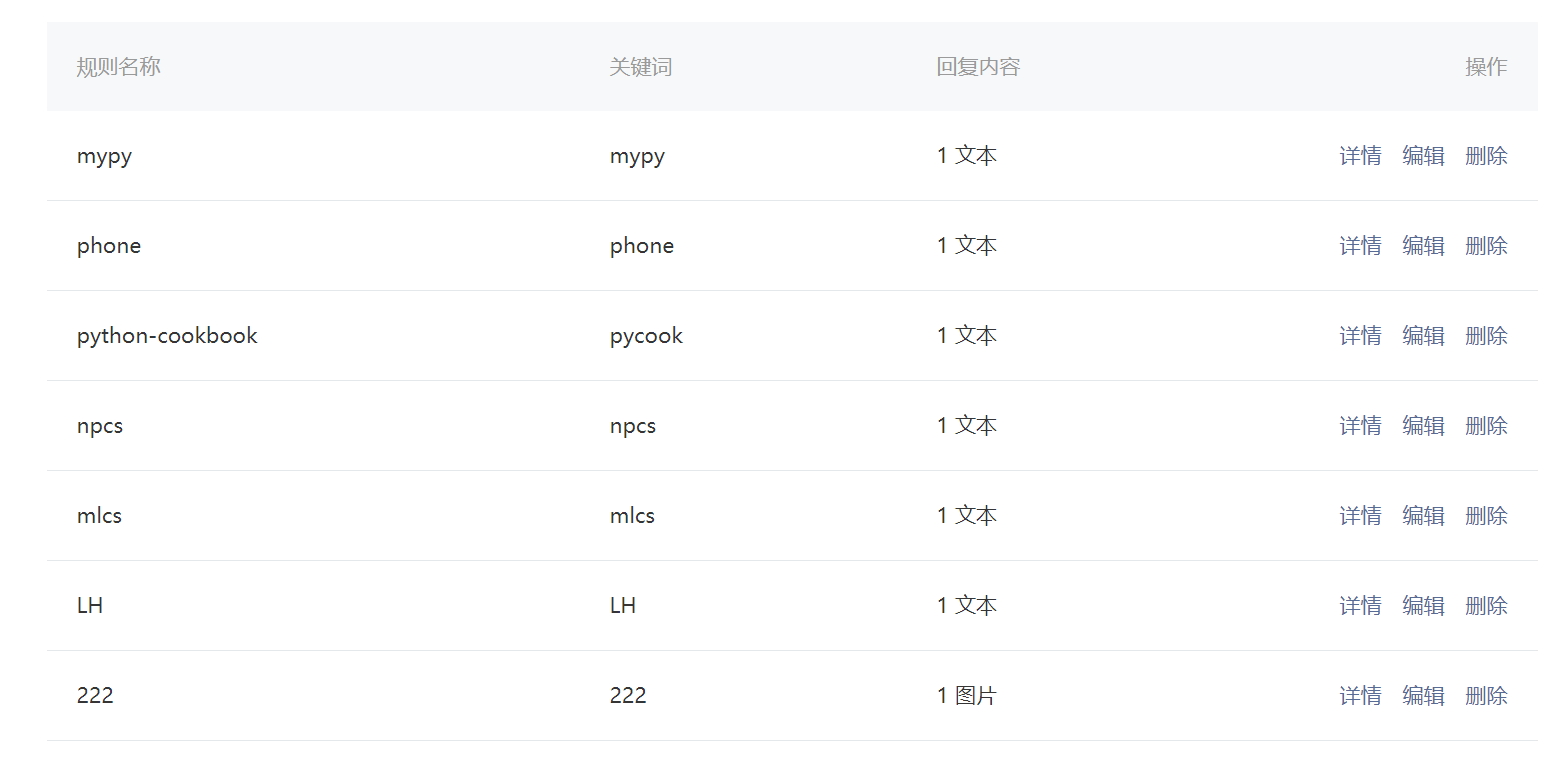 规则名称 关键词 回复内容 操作
mypy mypy 1 文本 详情 编辑 删除
phone phone 1 文本 详情 编辑 删除
python-cookbook pycook 1 文本 详情 编辑 删除
npcs npcs 1 文本 详情 编辑 删除
mlcs mlcs 1 文本 详情 编辑 删除
LH LH 1 文本 详情 编辑 删除
222 222 1 图片 详情 编辑 删除